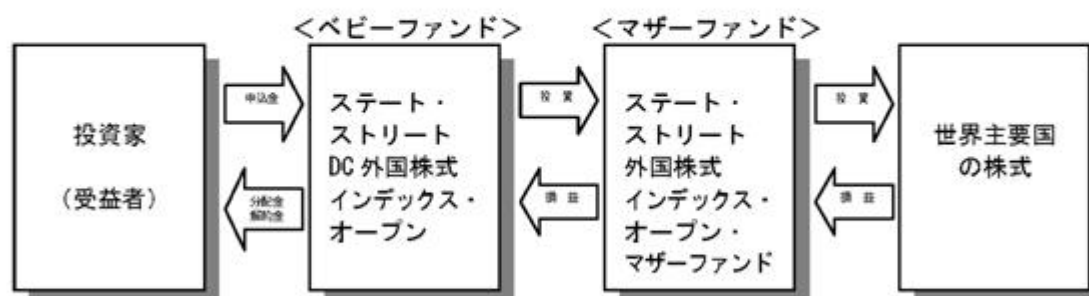 <ベビーファンド>
<マザーファンド>
投資家
(受益者)
申込金
分配金
解約金
ステート・
ストリート
DC 外国株式
インデックス・
オープン
投 資
損 益
ステート・
ストリート
外国株式
インデックス・
オープン・
マザーファンド
投 資
損 益
世界主要国
の株式